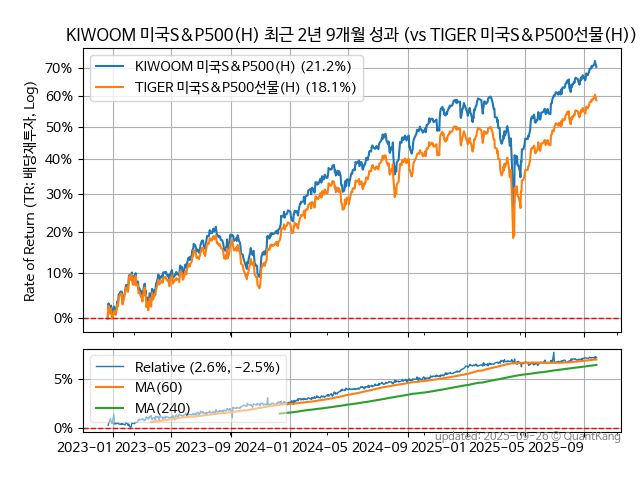 KIWOOM 미국S&P500(H) 최근 2년 9개월 성과 (vs TIGER 미국S&P500선물(H))
Rate of Return (TR: 배당재투자, Log)
70%
60%
50%
40%
30%
20%
10%
0%
KIWOOM 미국S&P500(H) (21.2%)
TIGER 미국S&P500선물(H) (18.1%)
5%
0%
Relative (2.6%, -2.5%)
MA(60)
MA(240)
2023-01 2023-05 2023-09 2024-01 2024-05 2024-09 2025-01 2025-05 2025-09
updated: 2025-09-26 © QuantKang